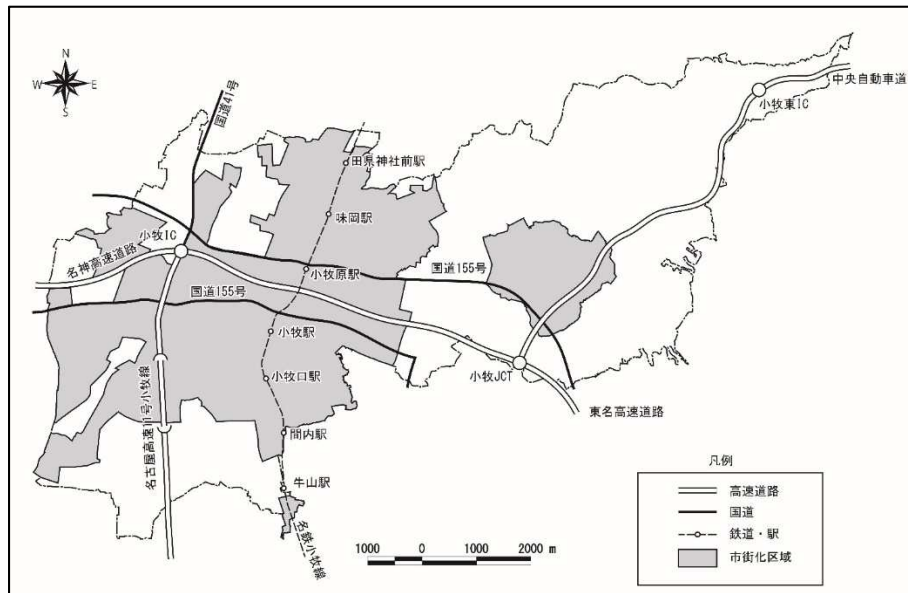 N
W E
S
国道41号
中央自動車道
小牧東IC
田県神社前駅
味岡駅
小牧IC
名神高速道路
小牧原駅
国道155号
国道155号
小牧駅
小牧口駅
小牧JCT
東名高速道路
名古屋高速11号小牧線
間内駅
牛山駅
名鉄小牧線
1000 0 1000 2000 m
凡例
高速道路
国道
鉄道・駅
市街化区域